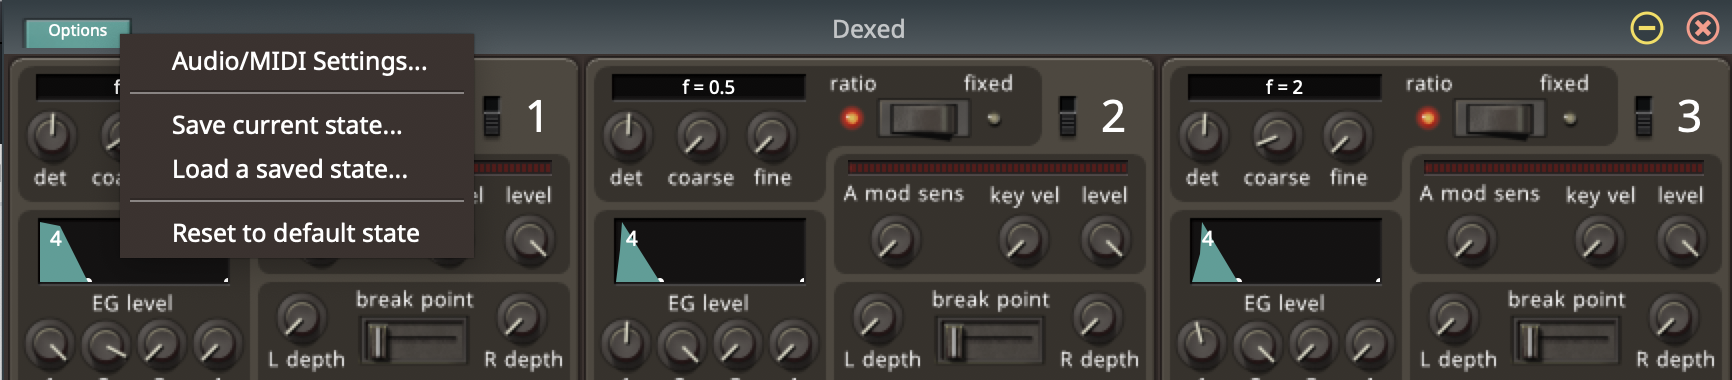 Options
Dexed
Audio/MIDI Settings...
Save current state...
Load a saved state...
Reset to default state
1
level
4
EG level
break point
L depth
R depth
f = 0.5
ratio
fixed
2
det
coarse
fine
A mod sens
key vel
level
4
EG level
break point
L depth
R depth
f = 2
ratio
fixed
3
det
coarse
fine
A mod sens
key vel
level
4
EG level
break point
L depth
R depth
det